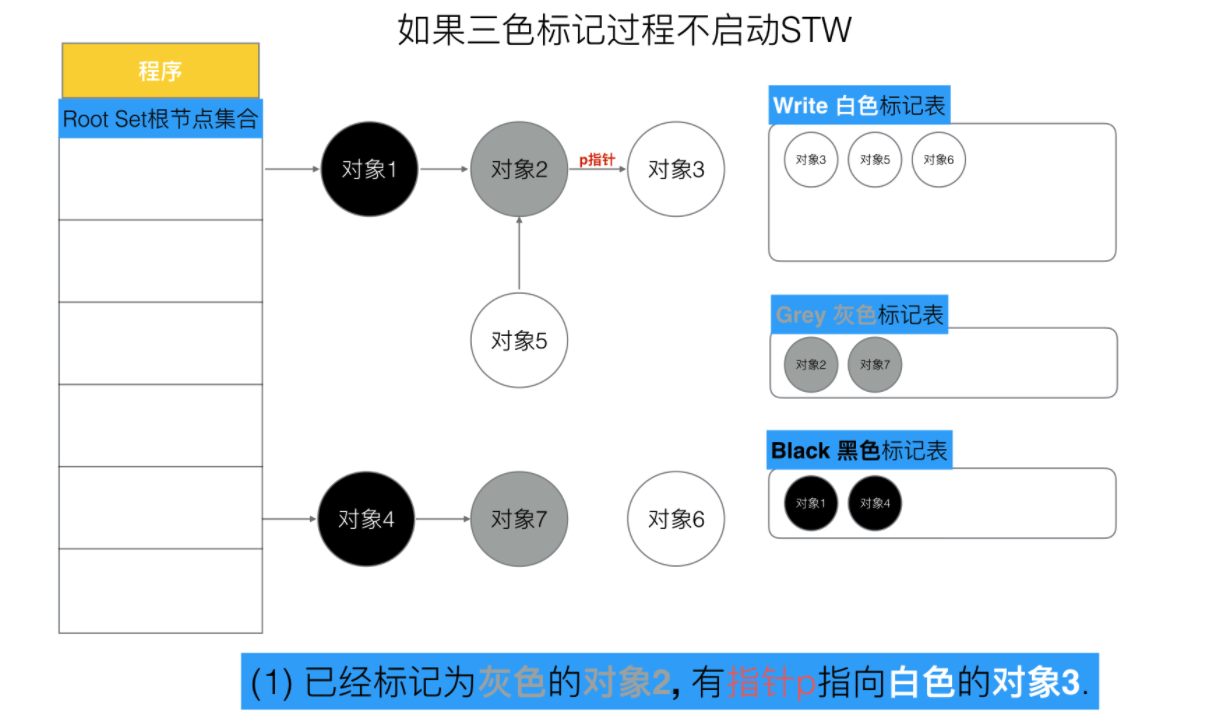 如果三色标记过程不启动STW
程序
Root Set根节点集合
对象1
对象2
p指针
对象3
对象5
对象4
对象7
对象6
Write 白色标记表
对象3 对象5 对象6
Grey 灰色标记表
对象2 对象7
Black 黑色标记表
对象1 对象4
(1) 已经标记为灰色的对象2, 有指针p指向白色的对象3.